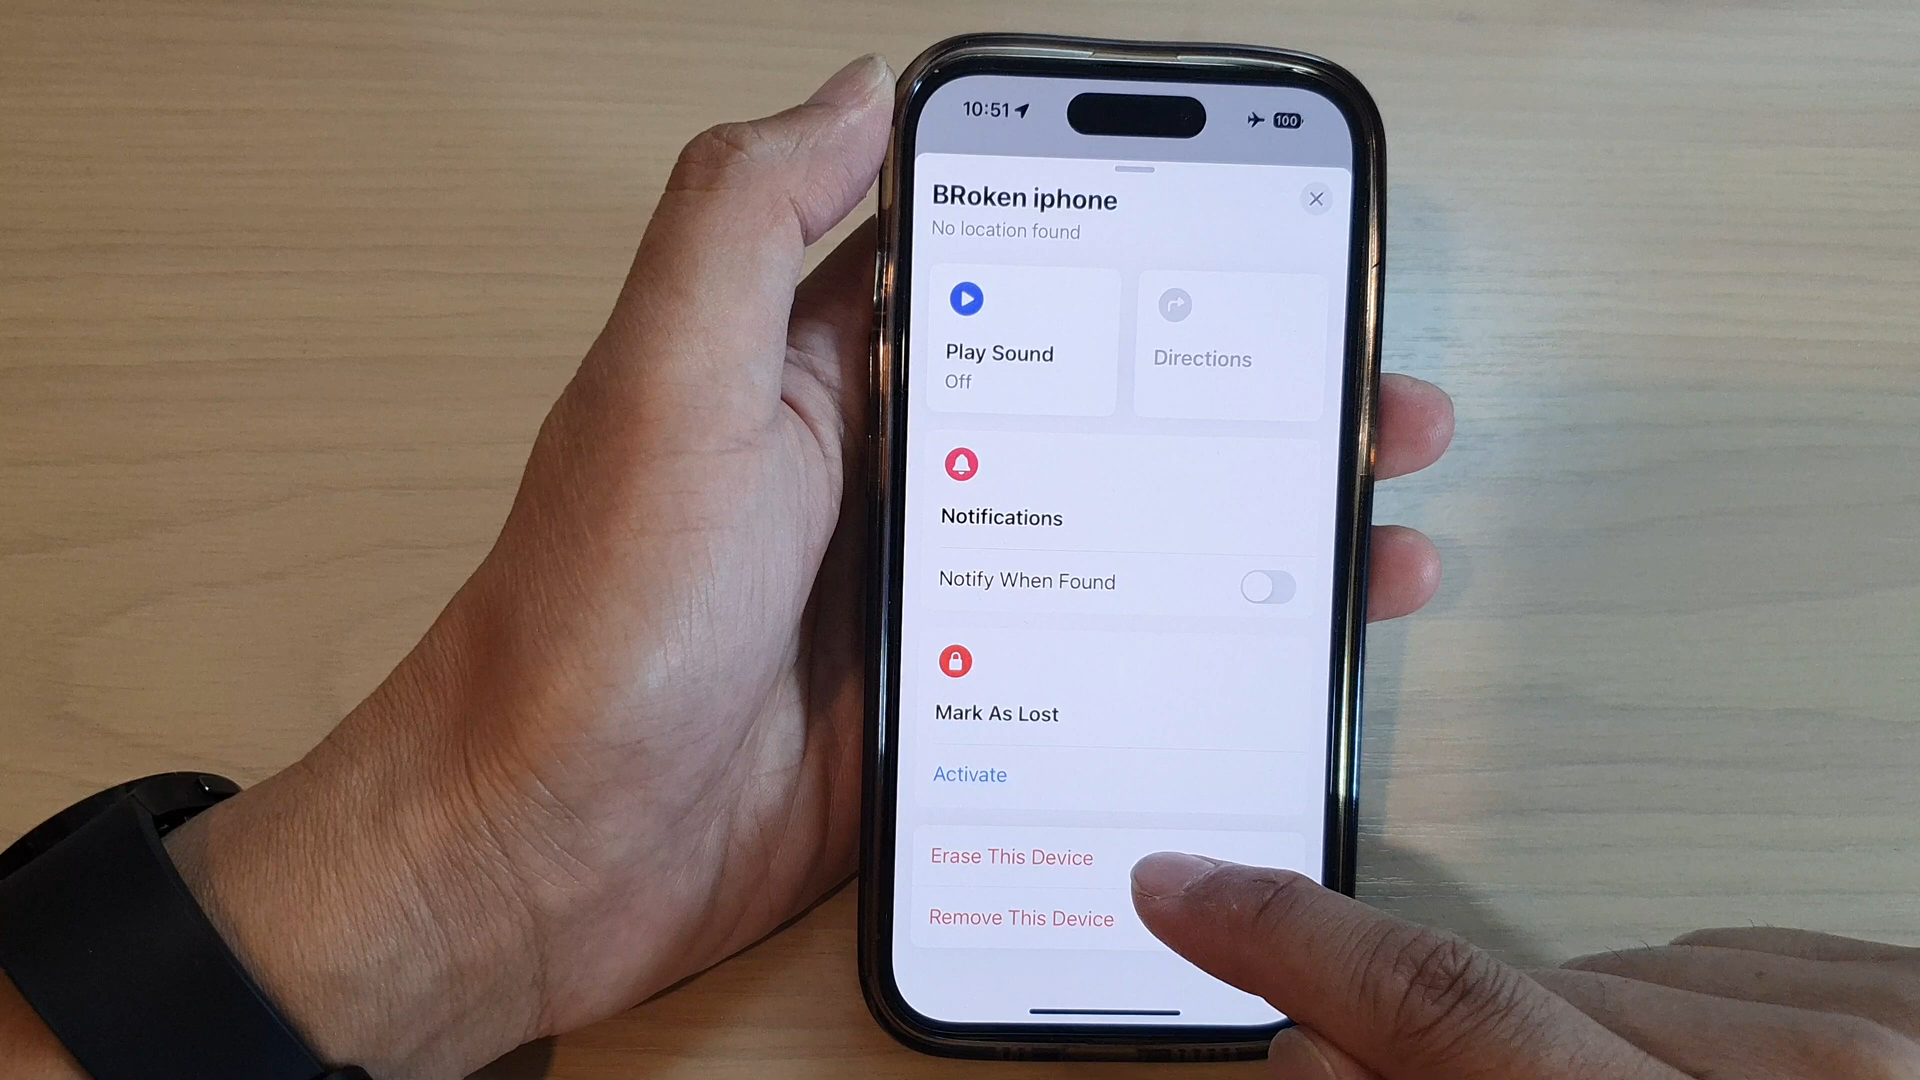 10:51
100
BRoken iphone
No location found
Play Sound
Off
Directions
Notifications
Notify When Found
Mark As Lost
Activate
Erase This Device
Remove This Device